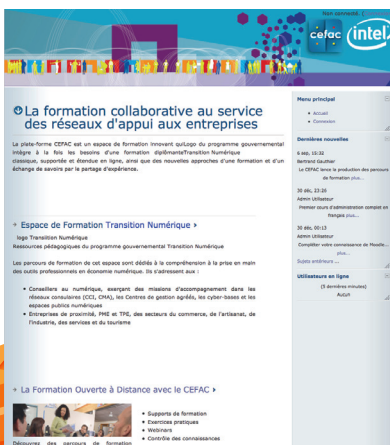 Non connecté. (
cefac
intel
La formation collaborative au service
des réseaux d'appui aux entreprises
La plate-forme CEFAC est un espace de formation innovant quiLogo du programme gouvernemental
intègre à la fois les besoins d'une formation diplômanteTransition Numérique
classique, supportée et étendue en ligne, ainsi que des nouvelles approches d'une formation et d'un
échange de savoirs par le partage d'expérience.
Espace de Formation Transition Numérique
logo Transition Numérique
Ressources pédagogiques du programme gouvernemental Transition Numérique
Les parcours de formation de cet espace sont dédiés à la compréhension à la prise en main
des outils professionnels en économie numérique. Ils s'adressent aux :
• Conseillers au numérique, exerçant des missions d'accompagnement dans les
réseaux consulaires (CCI, CMA), les Centres de gestion agréés, les cyber-bases et les
espaces publics numériques
• Entreprises de proximité, PME et TPE, des secteurs du commerce, de l'artisanat, de
l'industrie, des services et du tourisme
La Formation Ouverte à Distance avec le CEFAC
• Supports de formation
• Exercices pratiques
• Webinars
• Contrôle des connaissances
Découvrez des parcours de formation
Menu principal
• Accueil
• Connexion
Dernières nouvelles
6 sep, 10:32
Bertrand Gauthier
Le CEFAC lance la production des parcours
de formation plus...
30 déc, 23:26
Admin Utilisateur
Premier cours d'administration complet en
français plus...
30 déc, 00:13
Admin Utilisateur
Compléter votre connaissance de Moodle...
plus...
Sujets antérieurs ...
Utilisateurs en ligne
(5 dernières minutes)
Aucun